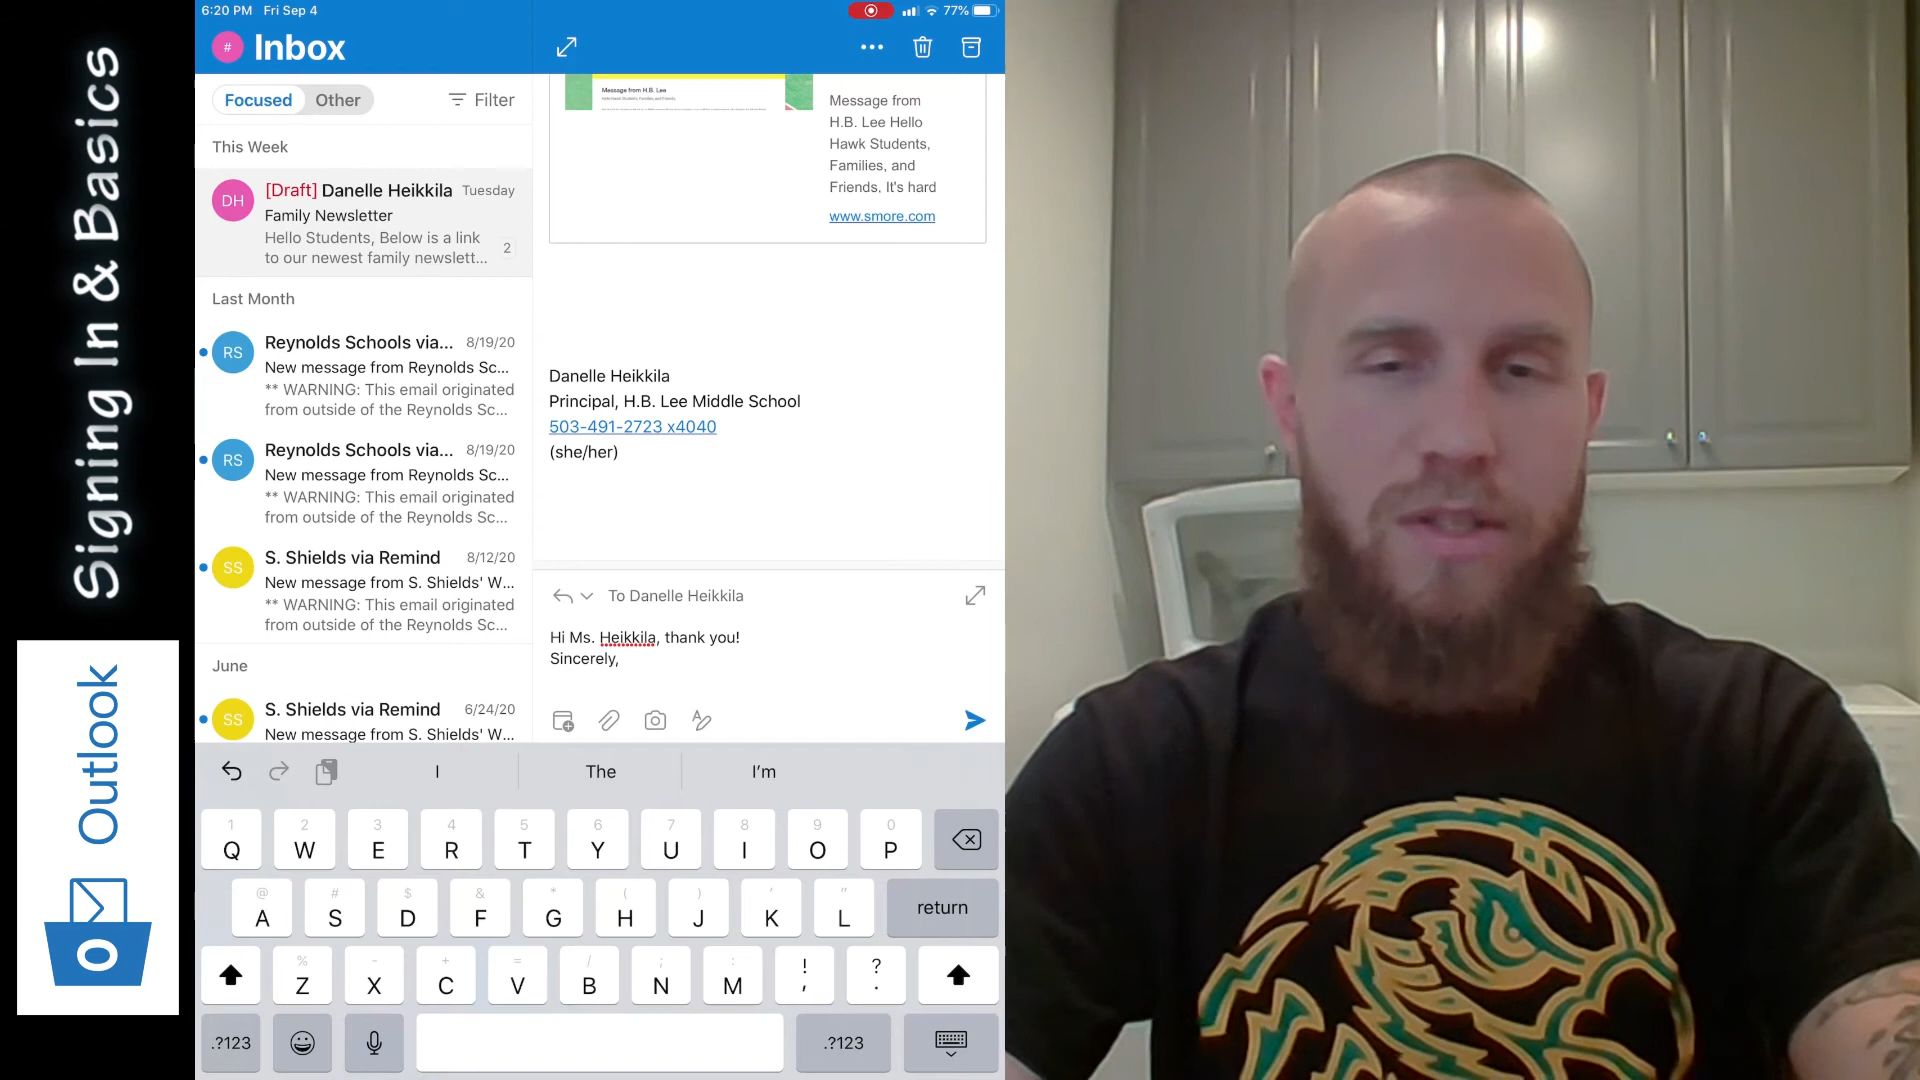 Signing In & Basics
Outlook
6:20 PM Fri Sep 4
77%
# Inbox
Focused Other Filter
This Week
DH [Draft] Danelle Heikkila Tuesday
Family Newsletter
Hello Students, Below is a link
to our newest family newslett... 2
Last Month
RS Reynolds Schools via... 8/19/20
New message from Reynolds Sc...
** WARNING: This email originated
from outside of the Reynolds Sc...
RS Reynolds Schools via... 8/19/20
New message from Reynolds Sc...
** WARNING: This email originated
from outside of the Reynolds Sc...
SS S. Shields via Remind 8/12/20
New message from S. Shields' W...
** WARNING: This email originated
from outside of the Reynolds Sc...
June
SS S. Shields via Remind 6/24/20
New message from S. Shields' W...
Message from H.B. Lee
Message from
H.B. Lee Hello
Hawk Students,
Families, and
Friends. It's hard
www.smore.com
Danelle Heikkila
Principal, H.B. Lee Middle School
503-491-2723 x4040
(she/her)
To Danelle Heikkila
Hi Ms. Heikkila, thank you!
Sincerely,
I The I'm
1 2 3 4 5 6 7 8 9 0
Q W E R T Y U I O P
@ # $ & * ( ) ' "
A S D F G H J K L return
% - + = / ; : ! ?
Z X C V B N M , .
.?123 .?123